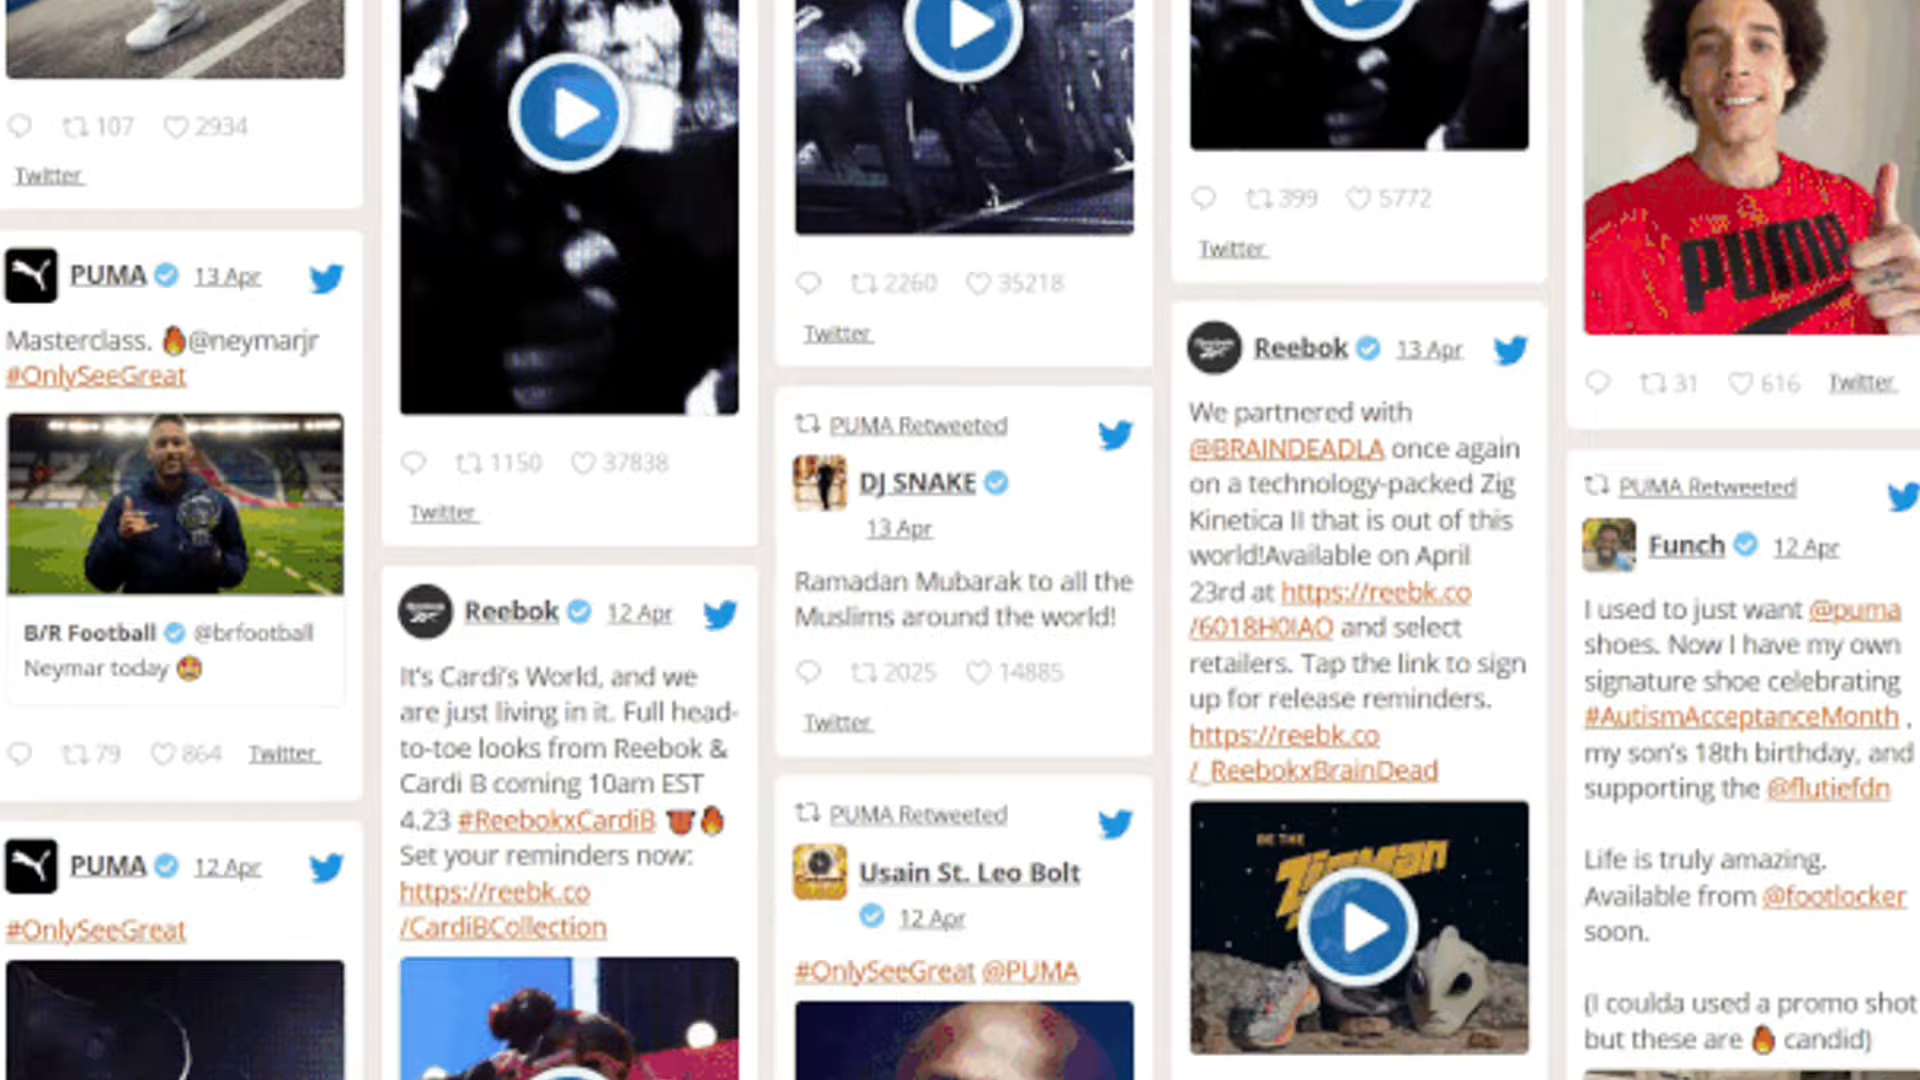 107 2934
Twitter
PUMA 13 Apr
Masterclass. 🔥@neymarjr
#OnlySeeGreat
B/R Football @brfootball
Neymar today 🤩
79 864 Twitter
PUMA 12 Apr
#OnlySeeGreat
1150 37838
Twitter
Reebok 12 Apr
It's Cardi's World, and we
are just living in it. Full head-
to-toe looks from Reebok &
Cardi B coming 10am EST
4.23 #ReebokxCardiB 👅🔥
Set your reminders now:
https://reebk.co
/CardiBCollection
2260 35218
Twitter
PUMA Retweeted
DJ SNAKE
13 Apr
Ramadan Mubarak to all the
Muslims around the world!
2025 14885
Twitter
PUMA Retweeted
Usain St. Leo Bolt
12 Apr
#OnlySeeGreat @PUMA
399 5772
Twitter
Reebok 13 Apr
We partnered with
@BRAINDEADLA once again
on a technology-packed Zig
Kinetica II that is out of this
world!Available on April
23rd at https://reebk.co
/6018H0IAO and select
retailers. Tap the link to sign
up for release reminders.
https://reebk.co
/_ReebokxBrainDead
BE THE
ZIGMAN
PUMA
31 616 Twitter
PUMA Retweeted
Funch 12 Apr
I used to just want @puma
shoes. Now I have my own
signature shoe celebrating
#AutismAcceptanceMonth ,
my son's 18th birthday, and
supporting the @flutiefdn
Life is truly amazing.
Available from @footlocker
soon.
(I coulda used a promo shot
but these are 🔥 candid)